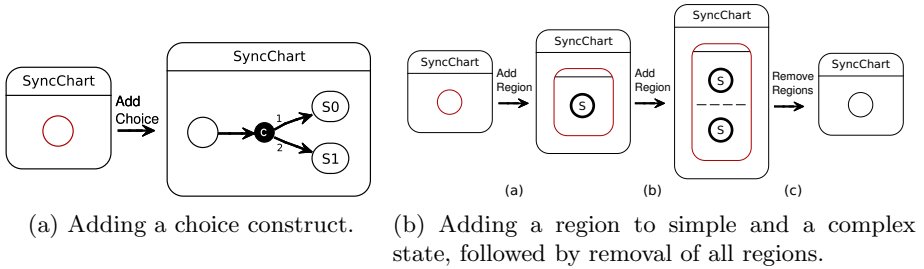 SyncChart
Add
Choice
SyncChart
C
1
2
S0
S1
(a) Adding a choice construct.
SyncChart
Add
Region
SyncChart
S
Add
Region
SyncChart
S
S
Remove
Regions
SyncChart
(a)
(b)
(c)
(b) Adding a region to simple and a complex
state, followed by removal of all regions.